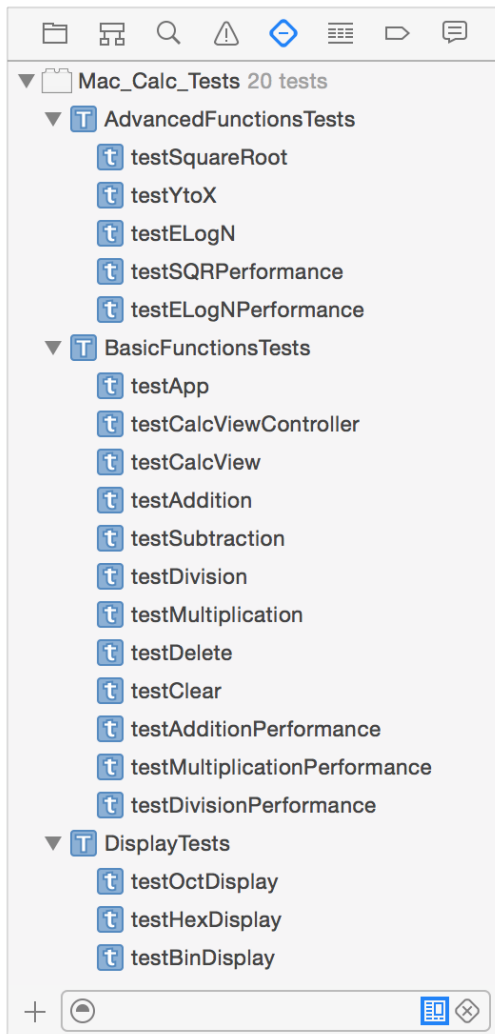 Mac_Calc_Tests 20 tests
T AdvancedFunctionsTests
t testSquareRoot
t testYtoX
t testELogN
t testSQRPerformance
t testELogNPerformance
T BasicFunctionsTests
t testApp
t testCalcViewController
t testCalcView
t testAddition
t testSubtraction
t testDivision
t testMultiplication
t testDelete
t testClear
t testAdditionPerformance
t testMultiplicationPerformance
t testDivisionPerformance
T DisplayTests
t testOctDisplay
t testHexDisplay
t testBinDisplay